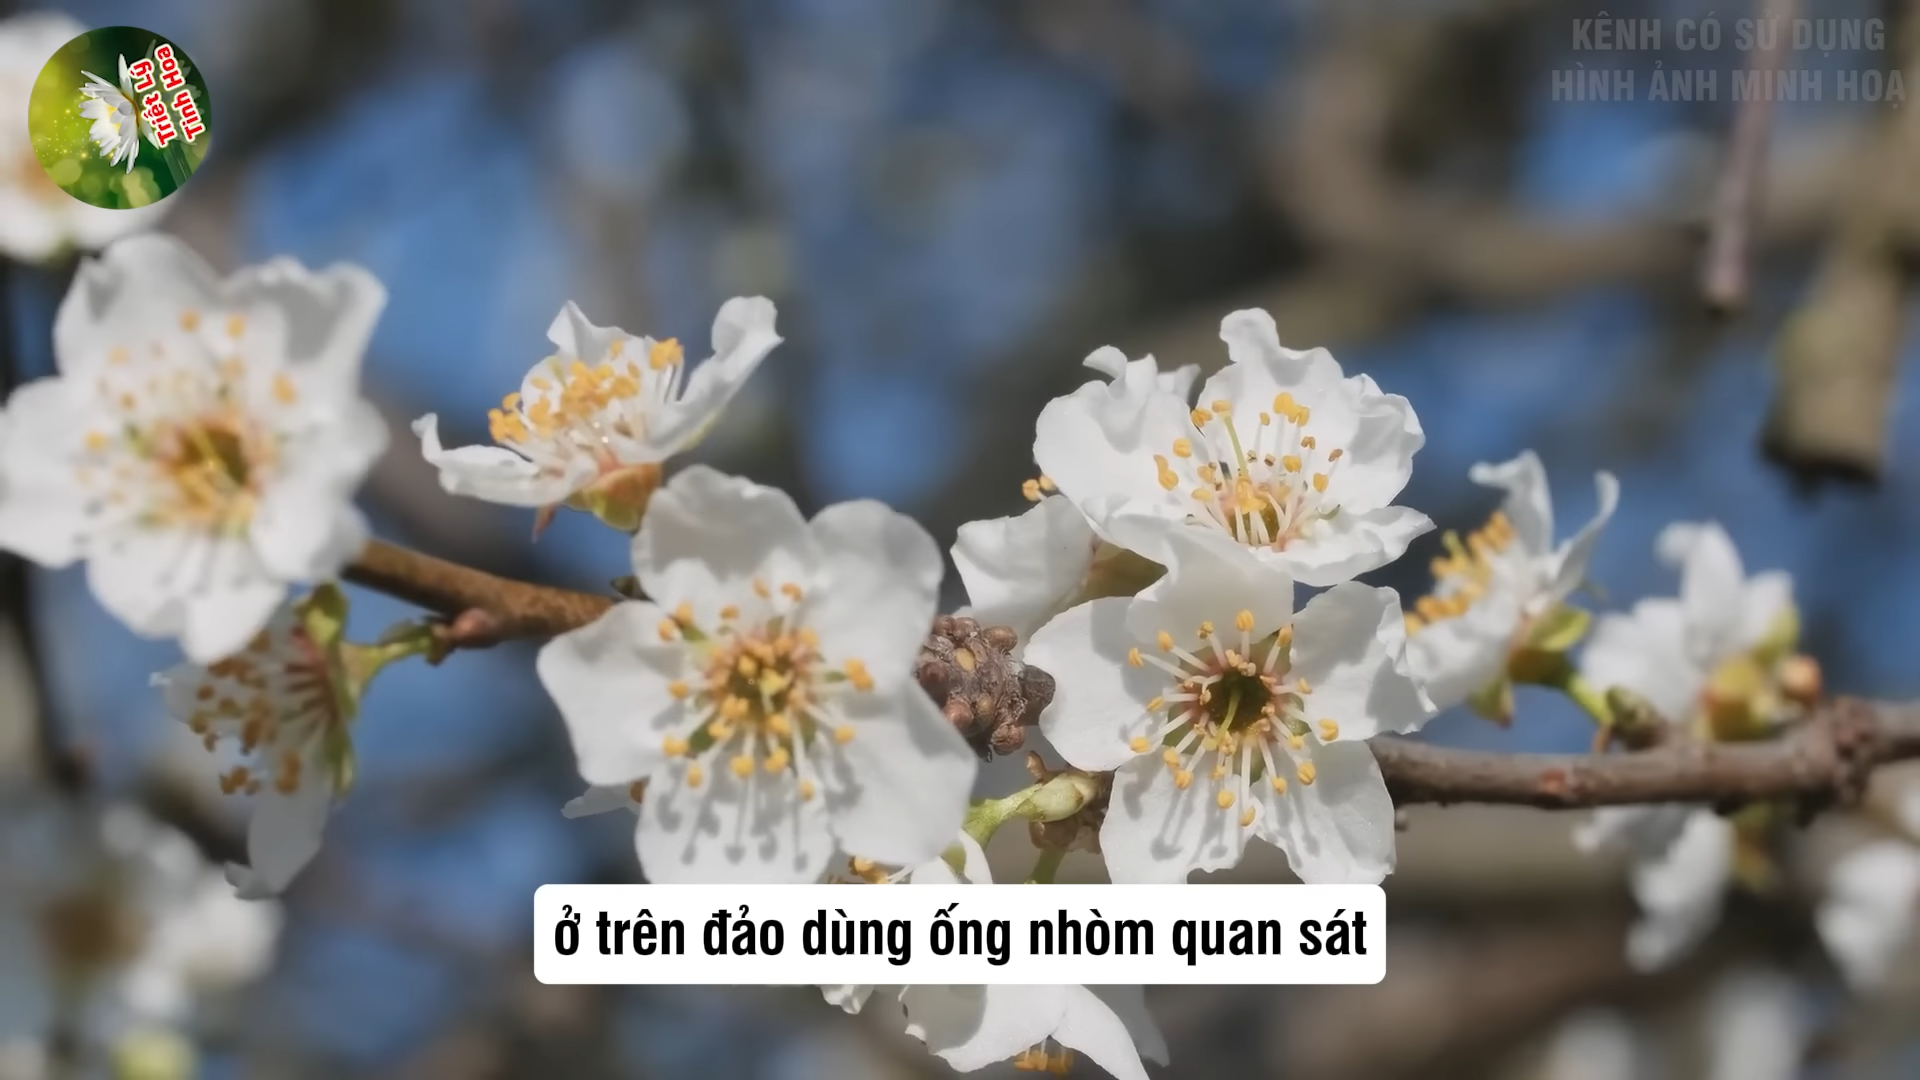 KÊNH CÓ SỬ DỤNG
HÌNH ẢNH MINH HOẠ
Triết Lý
Tinh Hoa
ở trên đảo dùng ống nhòm quan sát